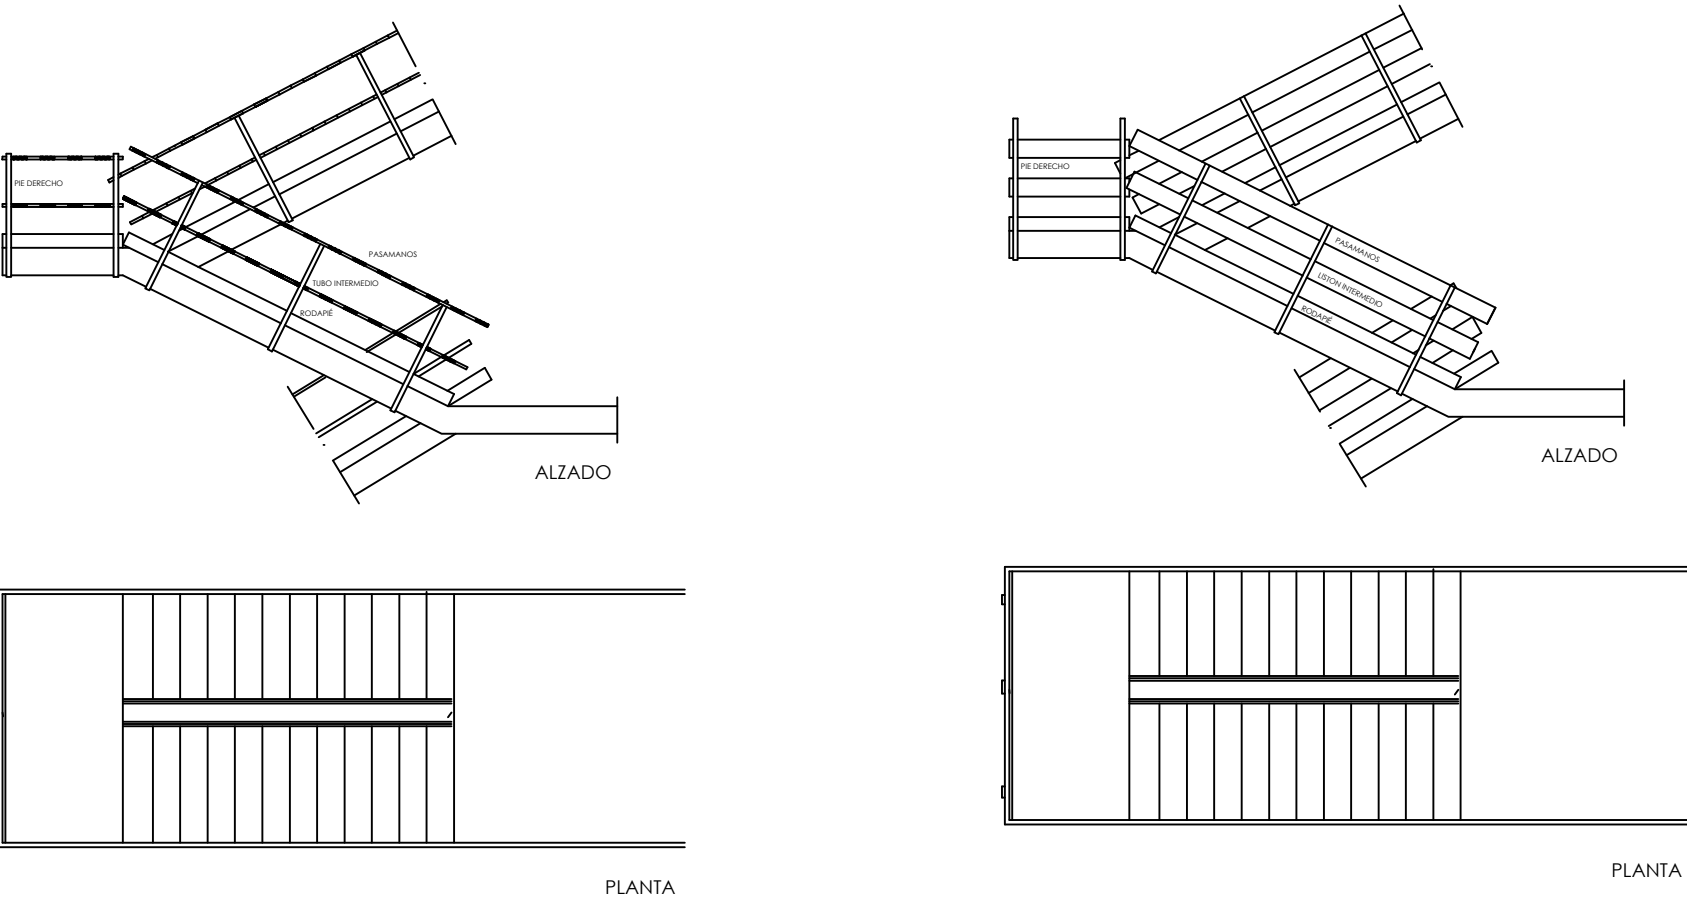 PIE DERECHO
PASAMANOS
TUBO INTERMEDIO
RODAPIÉ
ALZADO
PLANTA
PIE DERECHO
PASAMANOS
LISTON INTERMEDIO
RODAPIÉ
ALZADO
PLANTA